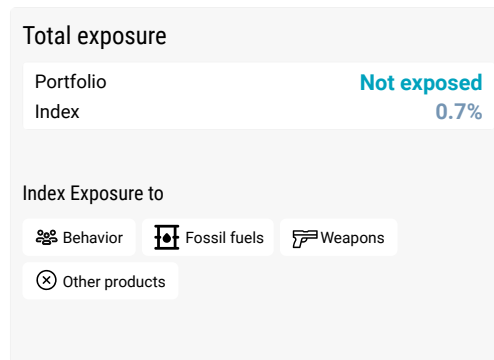 Total exposure
Portfolio Not exposed
Index 0.7%
Index Exposure to
Behavior Fossil fuels Weapons
Other products